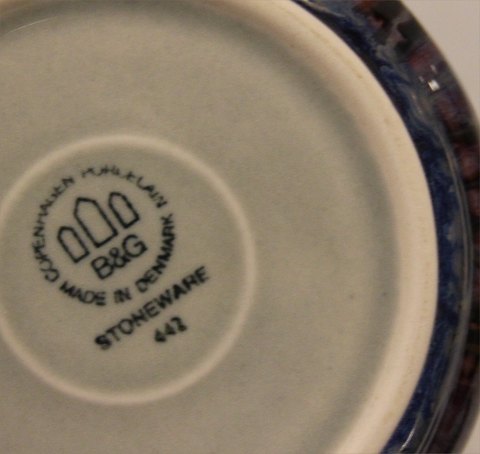 COPENHAGEN PORCELAIN
B&G
MADE IN DENMARK
STONEWARE
442